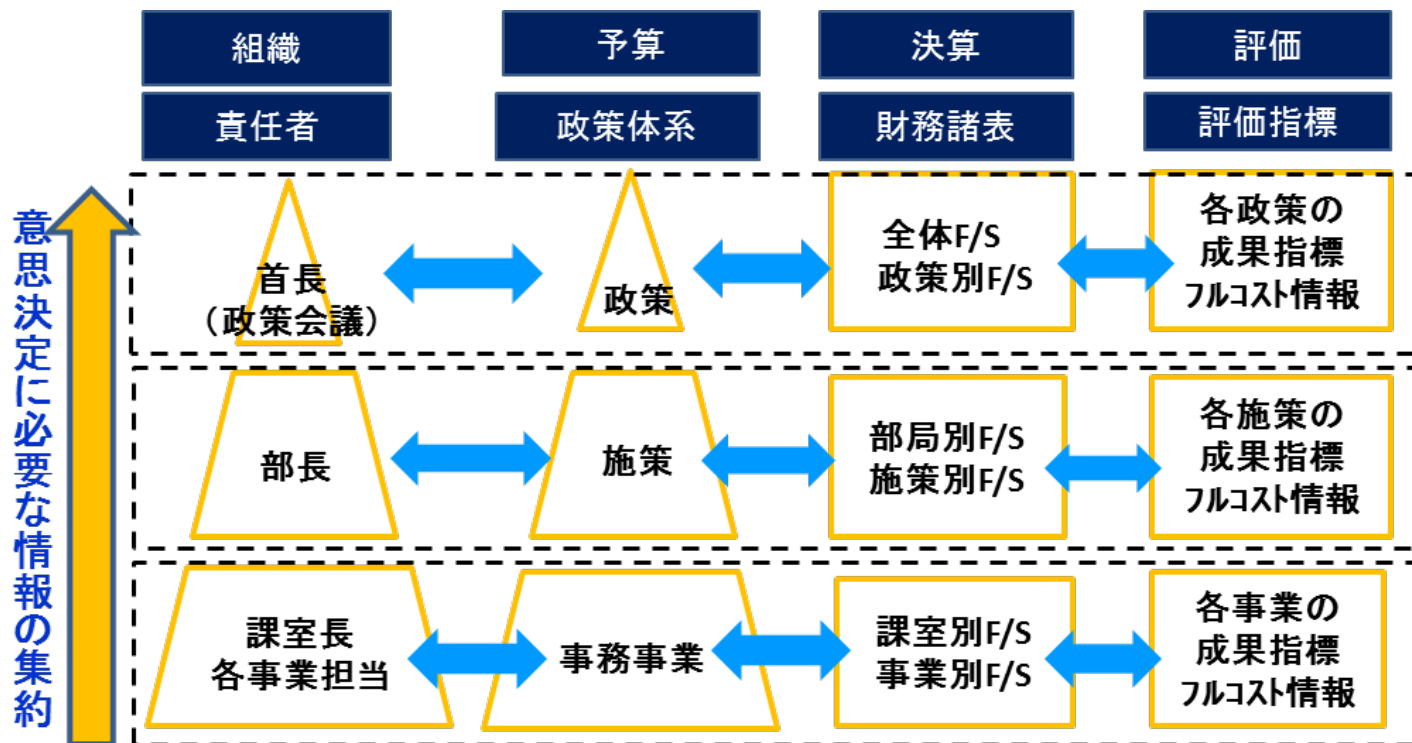 組織
予算
決算
評価
責任者
政策体系
財務諸表
評価指標
意思決定に必要な情報の集約
首長
（政策会議）
政策
全体F/S
政策別F/S
各政策の
成果指標
フルコスト情報
部長
施策
部局別F/S
施策別F/S
各施策の
成果指標
フルコスト情報
課室長
各事業担当
事務事業
課室別F/S
事業別F/S
各事業の
成果指標
フルコスト情報